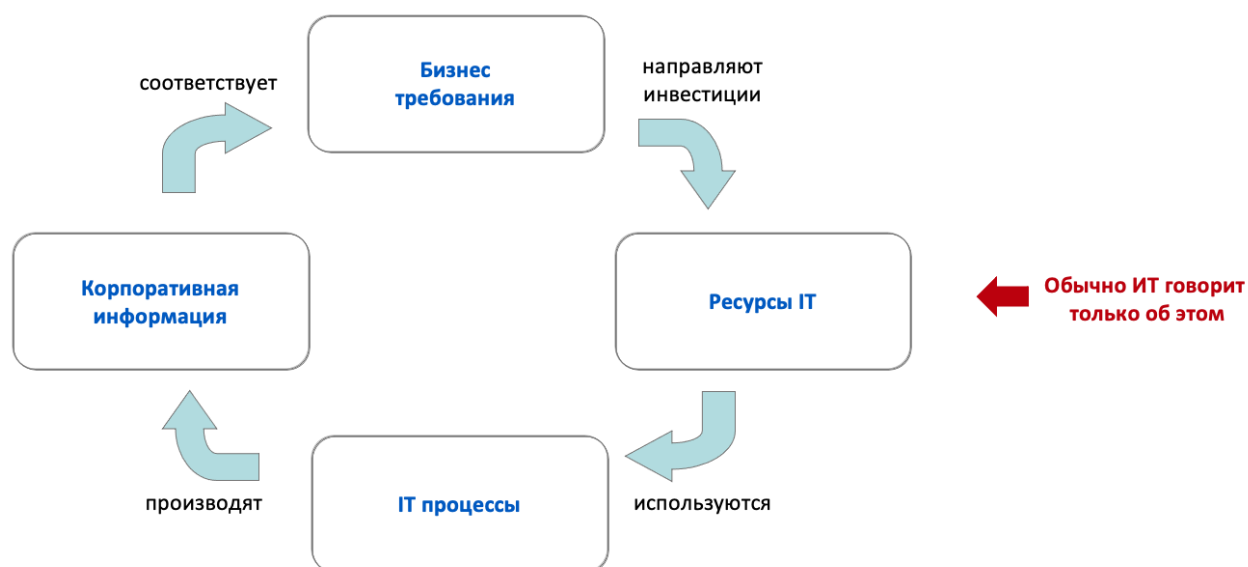 соответствует
Бизнес
требования
направляют
инвестиции
Корпоративная
информация
Ресурсы IT
Обычно ИТ говорит
только об этом
производят
IT процессы
используются